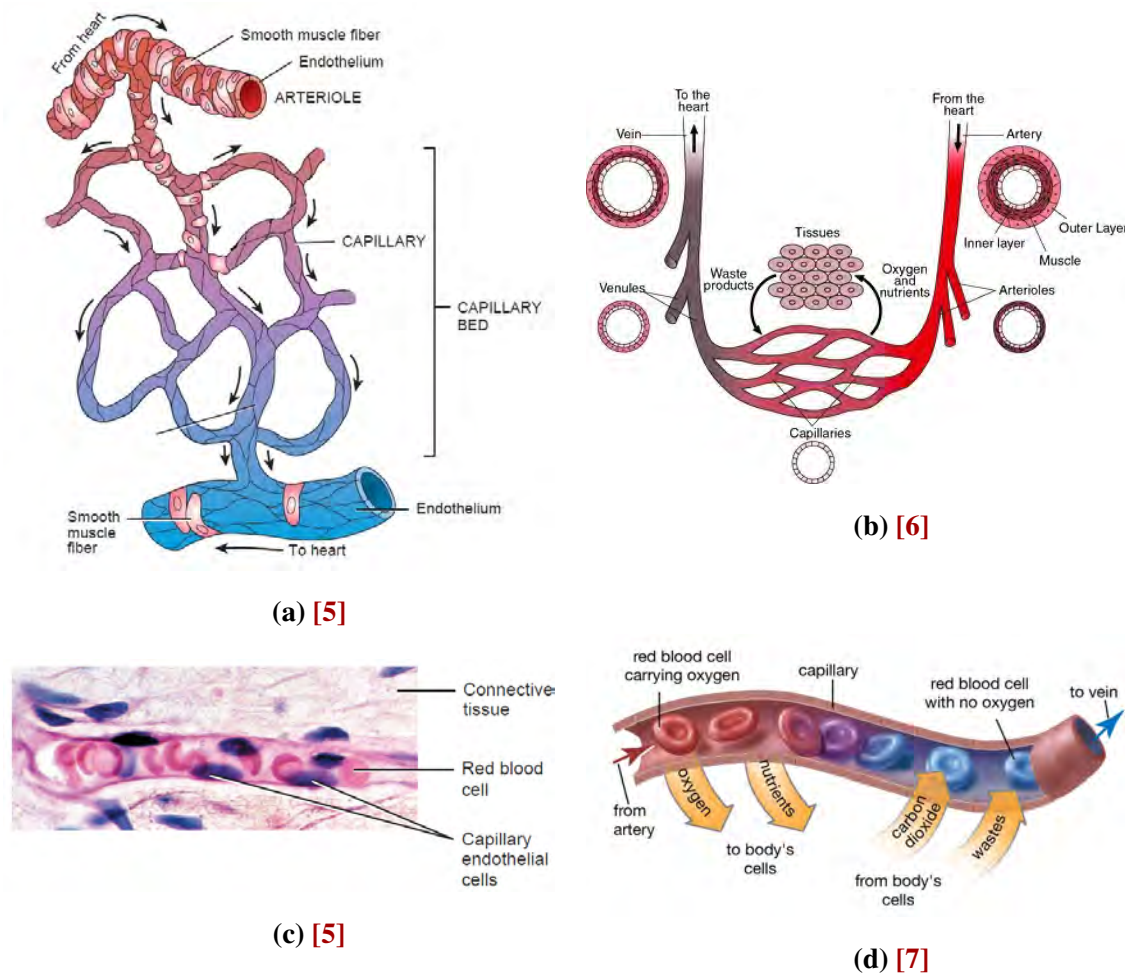 From heart
Smooth muscle fiber
Endothelium
ARTERIOLE
CAPILLARY
CAPILLARY
BED
Smooth
muscle
fiber
Endothelium
To heart
(a) [5]
To the
heart
From the
heart
Vein
Artery
Outer Layer
Inner layer
Muscle
Tissues
Waste
products
Oxygen
and
nutrients
Venules
Arterioles
Capillaries
(b) [6]
Connective
tissue
Red blood
cell
Capillary
endothelial
cells
(c) [5]
red blood cell
carrying oxygen
capillary
red blood cell
with no oxygen
to vein
from
artery
oxygen
nutrients
to body's
cells
carbon
dioxide
wastes
from body's
cells
(d) [7]